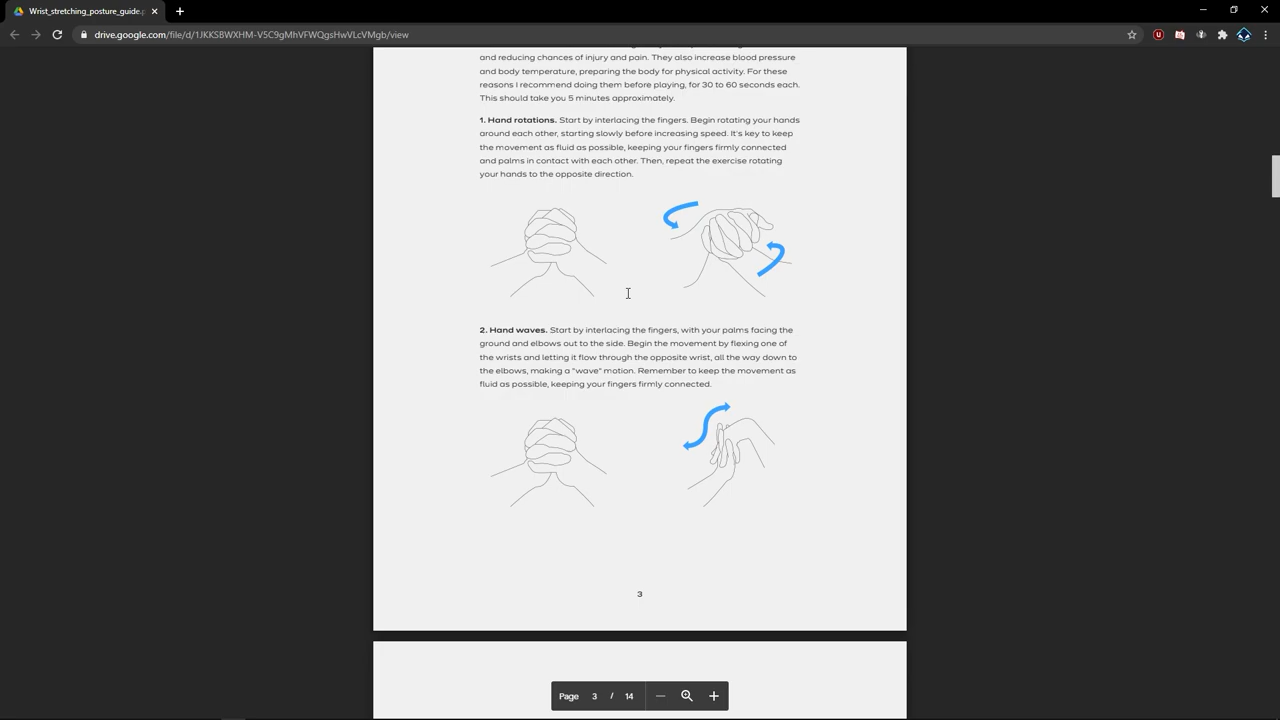 Wrist_stretching_posture_guide.p
drive.google.com/file/d/1JKKSBWXHM-V5C9gMhVFWQgsHwVLcVMgb/view
and reducing chances of injury and pain. They also increase blood pressure
and body temperature, preparing the body for physical activity. For these
reasons I recommend doing them before playing, for 30 to 60 seconds each.
This should take you 5 minutes approximately.
1. Hand rotations. Start by interlacing the fingers. Begin rotating your hands
around each other, starting slowly before increasing speed. It's key to keep
the movement as fluid as possible, keeping your fingers firmly connected
and palms in contact with each other. Then, repeat the exercise rotating
your hands to the opposite direction.
2. Hand waves. Start by interlacing the fingers, with your palms facing the
ground and elbows out to the side. Begin the movement by flexing one of
the wrists and letting it flow through the opposite wrist, all the way down to
the elbows, making a "wave" motion. Remember to keep the movement as
fluid as possible, keeping your fingers firmly connected.
3
Page 3 / 14